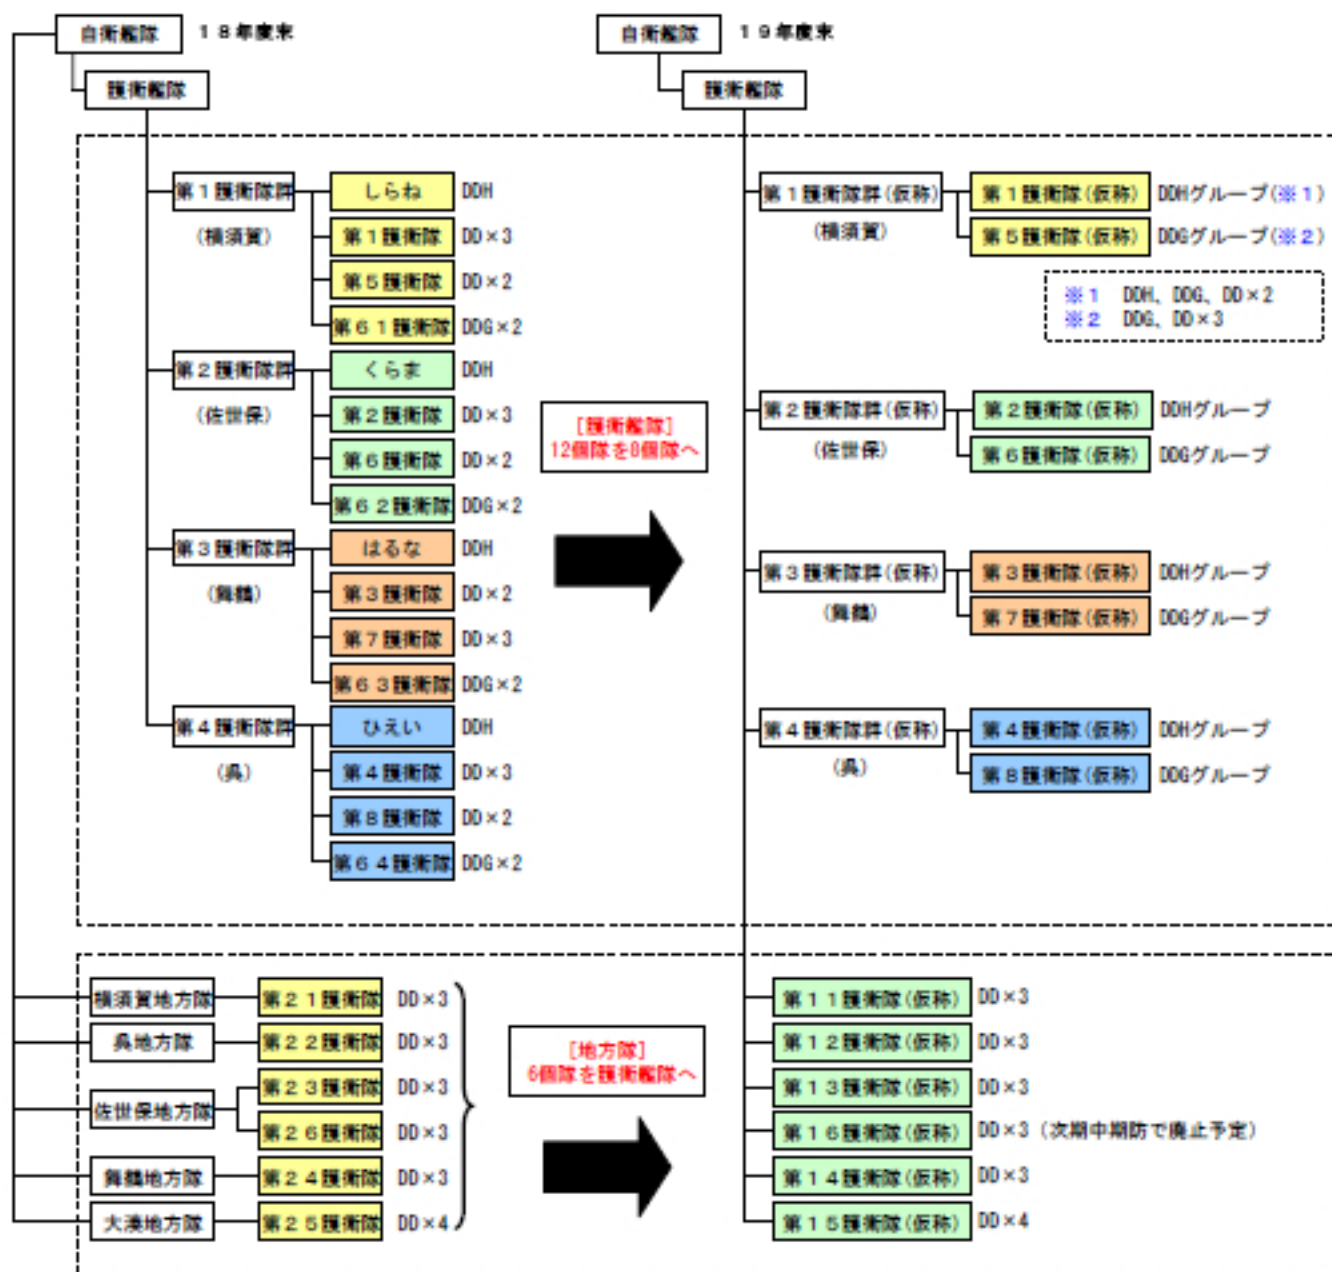 自衛艦隊 １８年度末
護衛艦隊
第１護衛隊群 しらね DDH
(横須賀) 第１護衛隊 DD×3
第５護衛隊 DD×2
第６１護衛隊 DDG×2
第２護衛隊群 くらま DDH
(佐世保) 第２護衛隊 DD×3
第６護衛隊 DD×2
第６２護衛隊 DDG×2
第３護衛隊群 はるな DDH
(舞鶴) 第３護衛隊 DD×2
第７護衛隊 DD×3
第６３護衛隊 DDG×2
第４護衛隊群 ひえい DDH
(呉) 第４護衛隊 DD×3
第８護衛隊 DD×2
第６４護衛隊 DDG×2
[護衛艦隊]
12個隊を8個隊へ
自衛艦隊 １９年度末
護衛艦隊
第１護衛隊群(仮称) 第１護衛隊(仮称) DDHグループ(※１)
(横須賀) 第５護衛隊(仮称) DDGグループ(※２)
※１ DDH、DDG、DD×2
※２ DDG、DD×3
第２護衛隊群(仮称) 第２護衛隊(仮称) DDHグループ
(佐世保) 第６護衛隊(仮称) DDGグループ
第３護衛隊群(仮称) 第３護衛隊(仮称) DDHグループ
(舞鶴) 第７護衛隊(仮称) DDGグループ
第４護衛隊群(仮称) 第４護衛隊(仮称) DDHグループ
(呉) 第８護衛隊(仮称) DDGグループ
横須賀地方隊 第２１護衛隊 DD×3
呉地方隊 第２２護衛隊 DD×3
第２３護衛隊 DD×3
佐世保地方隊
第２６護衛隊 DD×3
舞鶴地方隊 第２４護衛隊 DD×3
大湊地方隊 第２５護衛隊 DD×4
[地方隊]
6個隊を護衛艦隊へ
第１１護衛隊(仮称) DD×3
第１２護衛隊(仮称) DD×3
第１３護衛隊(仮称) DD×3
第１６護衛隊(仮称) DD×3 (次期中期防で廃止予定)
第１４護衛隊(仮称) DD×3
第１５護衛隊(仮称) DD×4